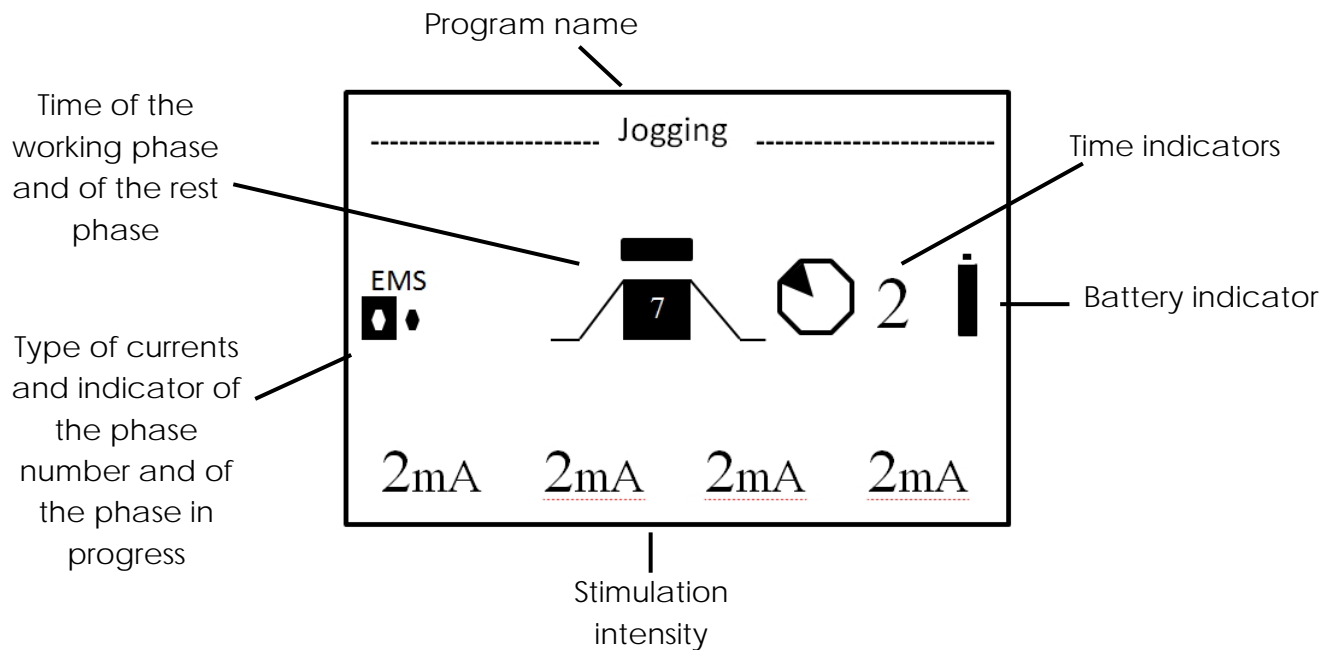 Program name
Time of the
working phase
and of the rest
phase
Jogging
Time indicators
EMS
7
2
Battery indicator
Type of currents
and indicator of
the phase
number and of
the phase in
progress
2mA 2mA 2mA 2mA
Stimulation
intensity